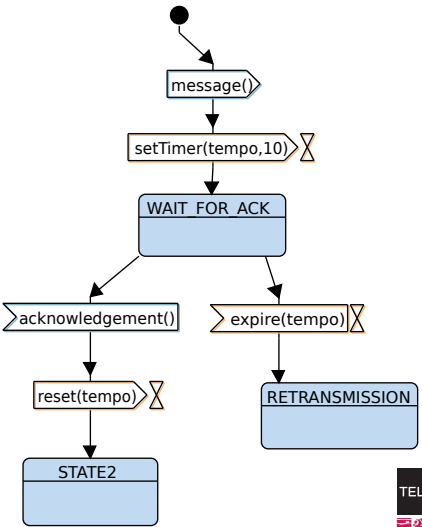 message()
setTimer(tempo,10)
WAIT_FOR_ACK
acknowledgement()
expire(tempo)
reset(tempo)
RETRANSMISSION
STATE2
TEL